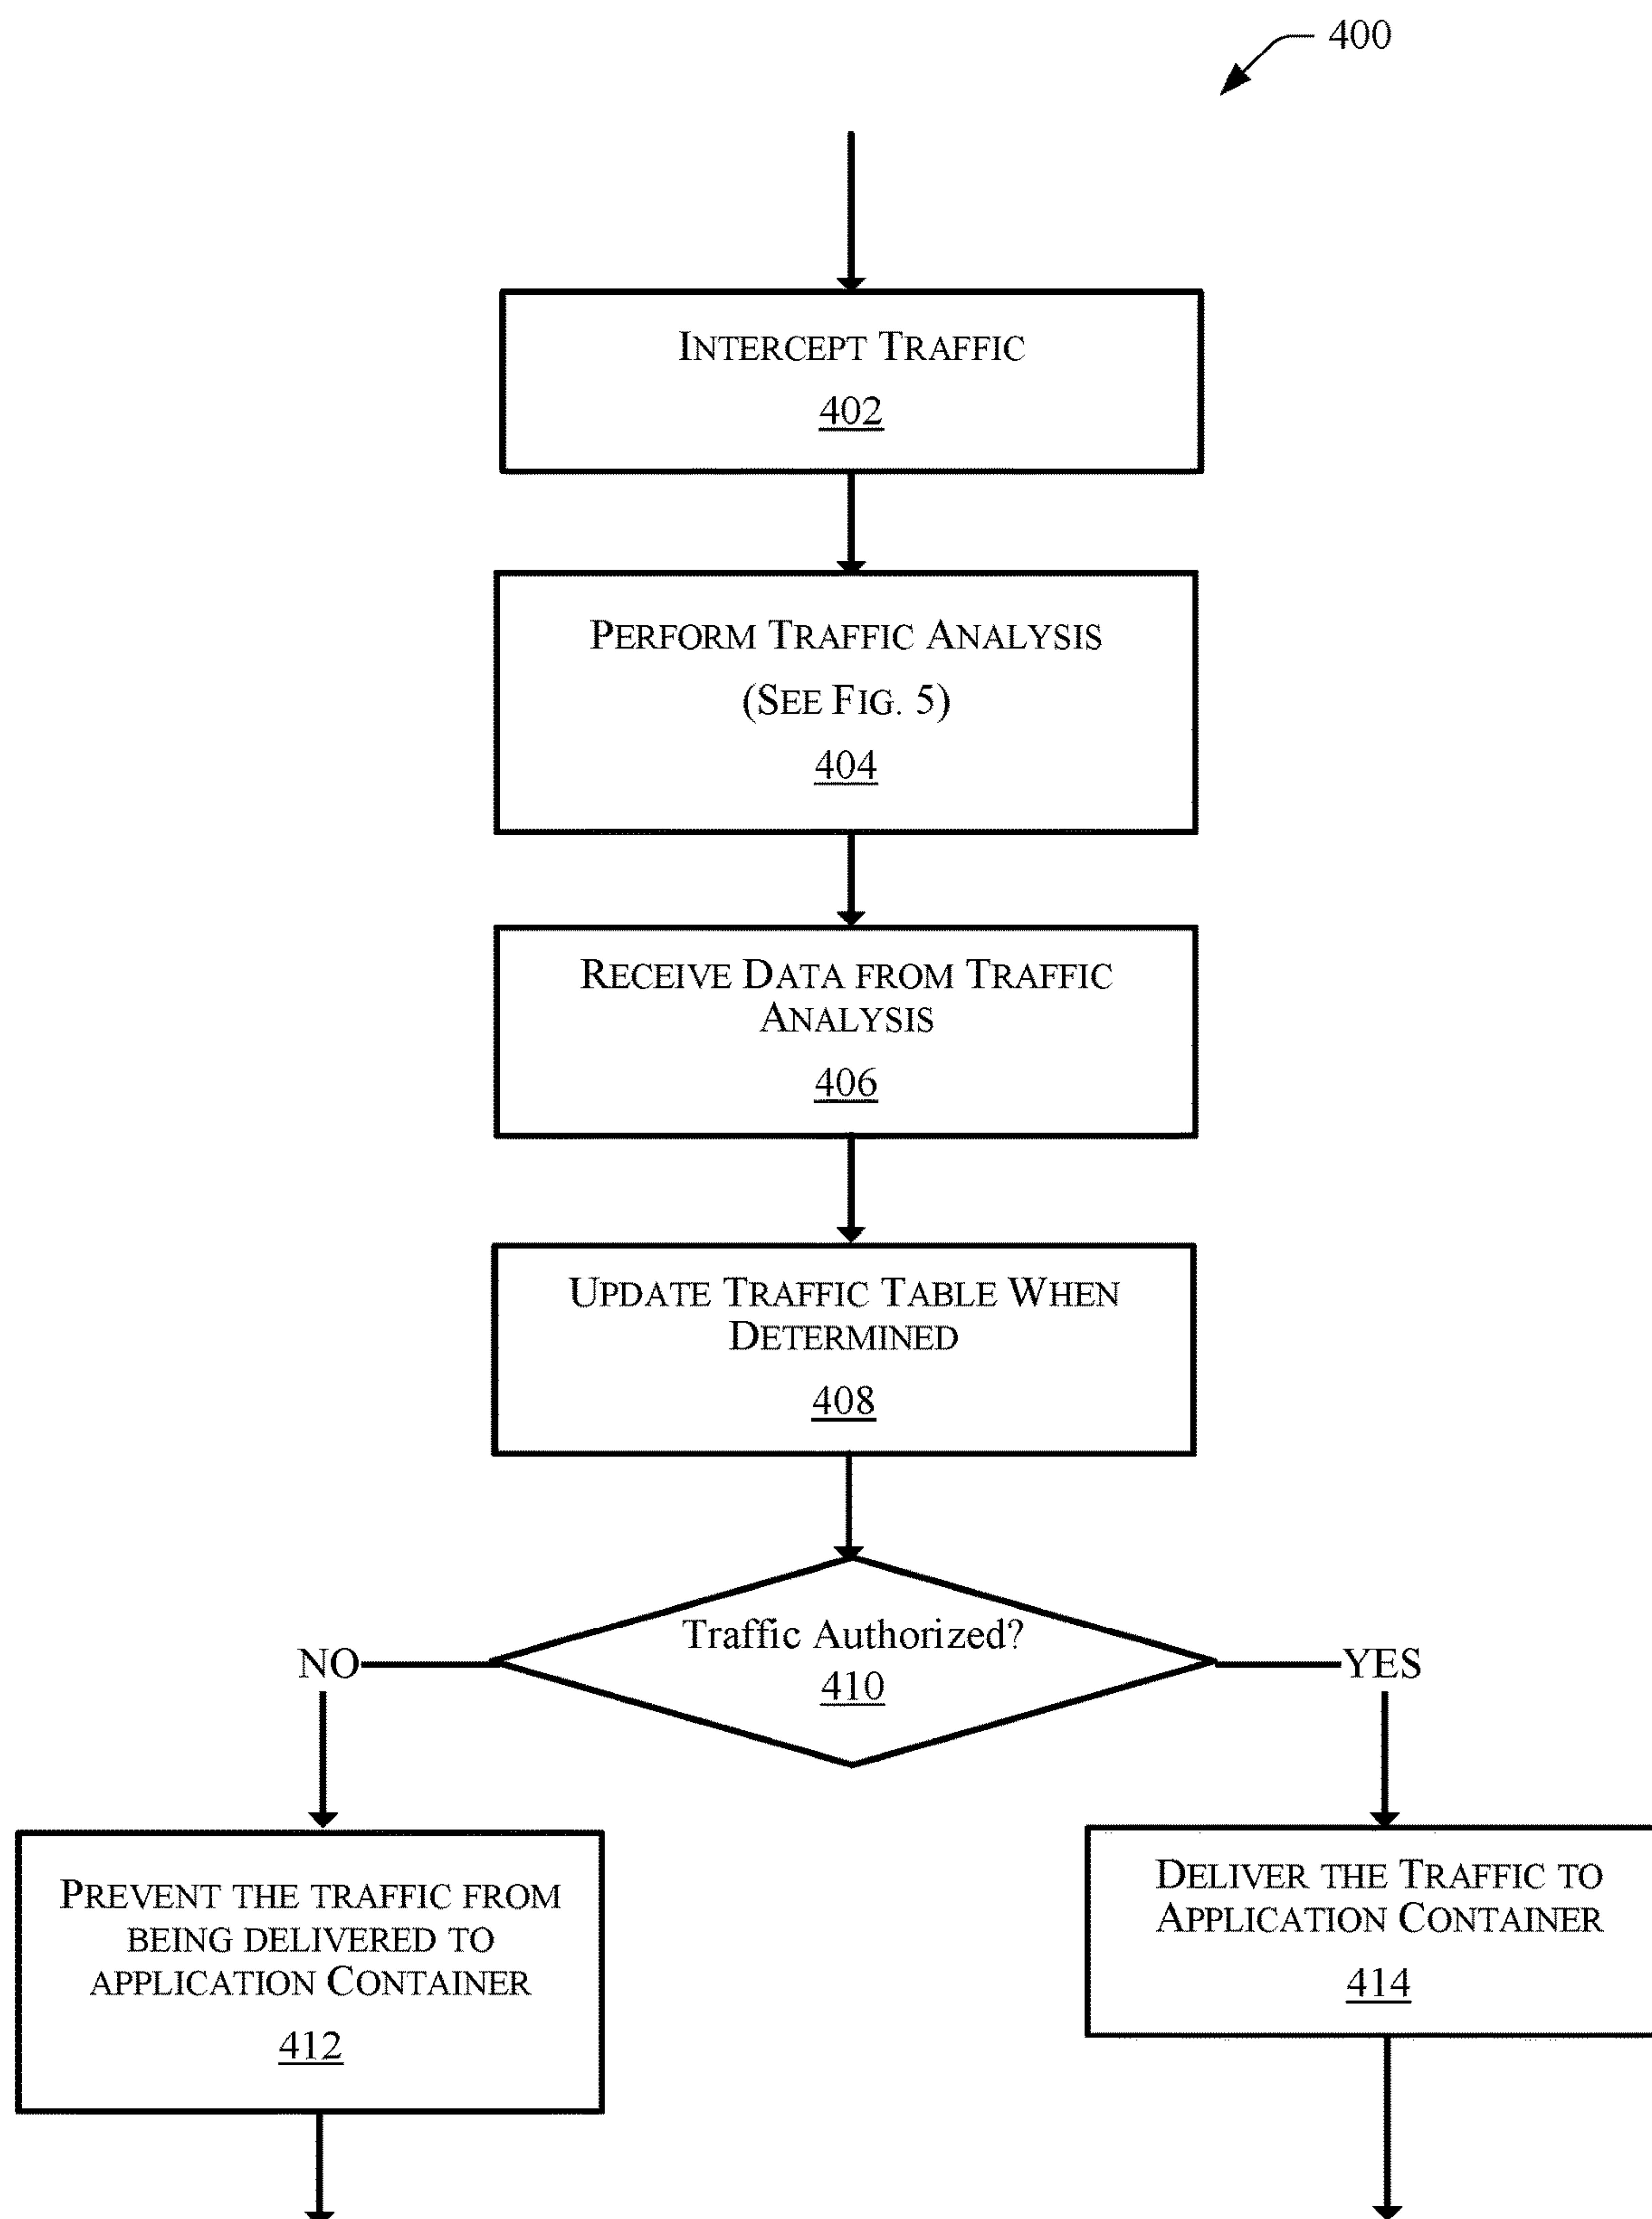 400
INTERCEPT TRAFFIC
402
PERFORM TRAFFIC ANALYSIS
(SEE FIG. 5)
404
RECEIVE DATA FROM TRAFFIC
ANALYSIS
406
UPDATE TRAFFIC TABLE WHEN
DETERMINED
408
Traffic Authorized?
410
NO
YES
PREVENT THE TRAFFIC FROM
BEING DELIVERED TO
APPLICATION CONTAINER
412
DELIVER THE TRAFFIC TO
APPLICATION CONTAINER
414